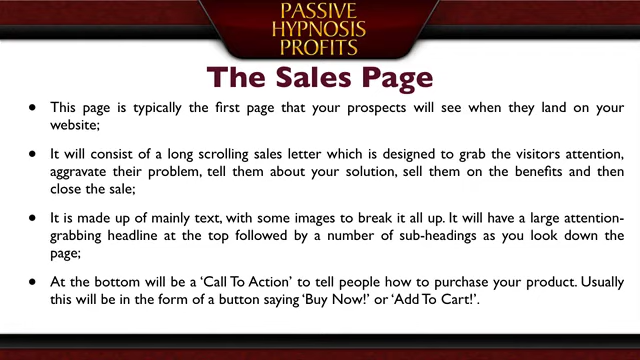 PASSIVE
HYPNOSIS
PROFITS
The Sales Page
● This page is typically the first page that your prospects will see when they land on your
website;
● It will consist of a long scrolling sales letter which is designed to grab the visitors attention,
aggravate their problem, tell them about your solution, sell them on the benefits and then
close the sale;
● It is made up of mainly text, with some images to break it all up. It will have a large attention-
grabbing headline at the top followed by a number of sub-headings as you look down the
page;
● At the bottom will be a ‘Call To Action’ to tell people how to purchase your product. Usually
this will be in the form of a button saying ‘Buy Now!’ or ‘Add To Cart!’.